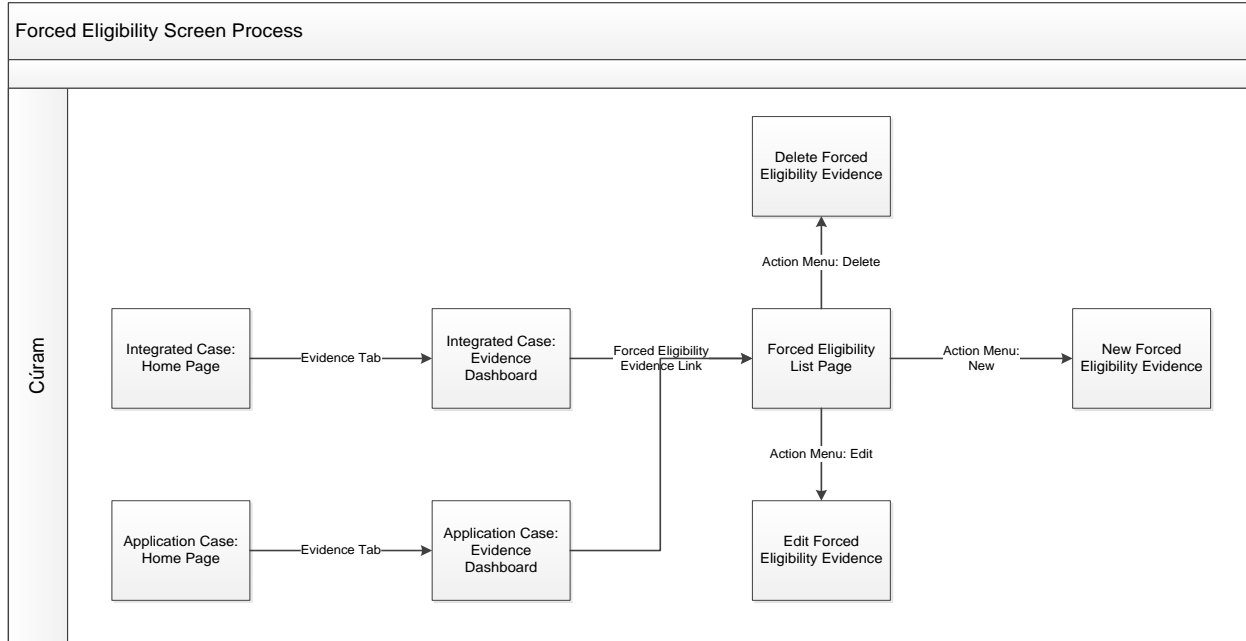 Forced Eligibility Screen Process
Cúram
Delete Forced
Eligibility Evidence
Action Menu: Delete
Integrated Case:
Home Page
Evidence Tab
Integrated Case:
Evidence
Dashboard
Forced Eligibility
Evidence Link
Forced Eligibility
List Page
Action Menu:
New
New Forced
Eligibility Evidence
Action Menu: Edit
Application Case:
Home Page
Evidence Tab
Application Case:
Evidence
Dashboard
Edit Forced
Eligibility Evidence